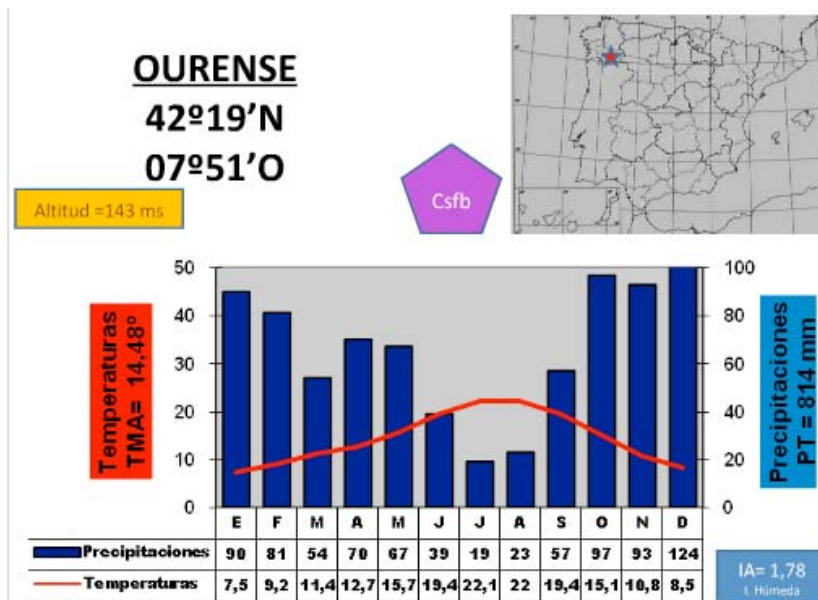 OURENSE
42º19’N
07º51’O
Altitud =143 ms
Csfb
Temperaturas
TMA= 14,48º
50
40
30
20
10
0
100
80
60
40
20
0
Precipitaciones
PT = 814 mm
E F M A M J J A S O N D
Precipitaciones 90 81 54 70 67 39 19 23 57 97 93 124
Temperaturas 7,5 9,2 11,4 12,7 15,7 19,4 22,1 22 19,4 15,1 10,8 8,5
IA= 1,78
I. Húmeda